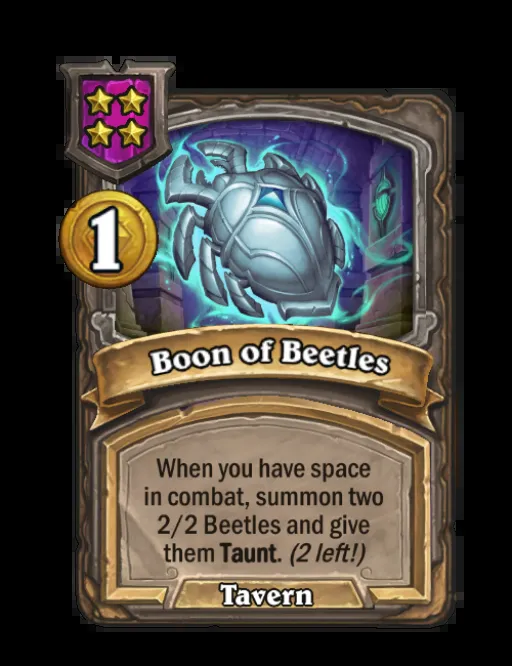 1
Boon of Beetles
When you have space
in combat, summon two
2/2 Beetles and give
them Taunt. (2 left!)
Tavern